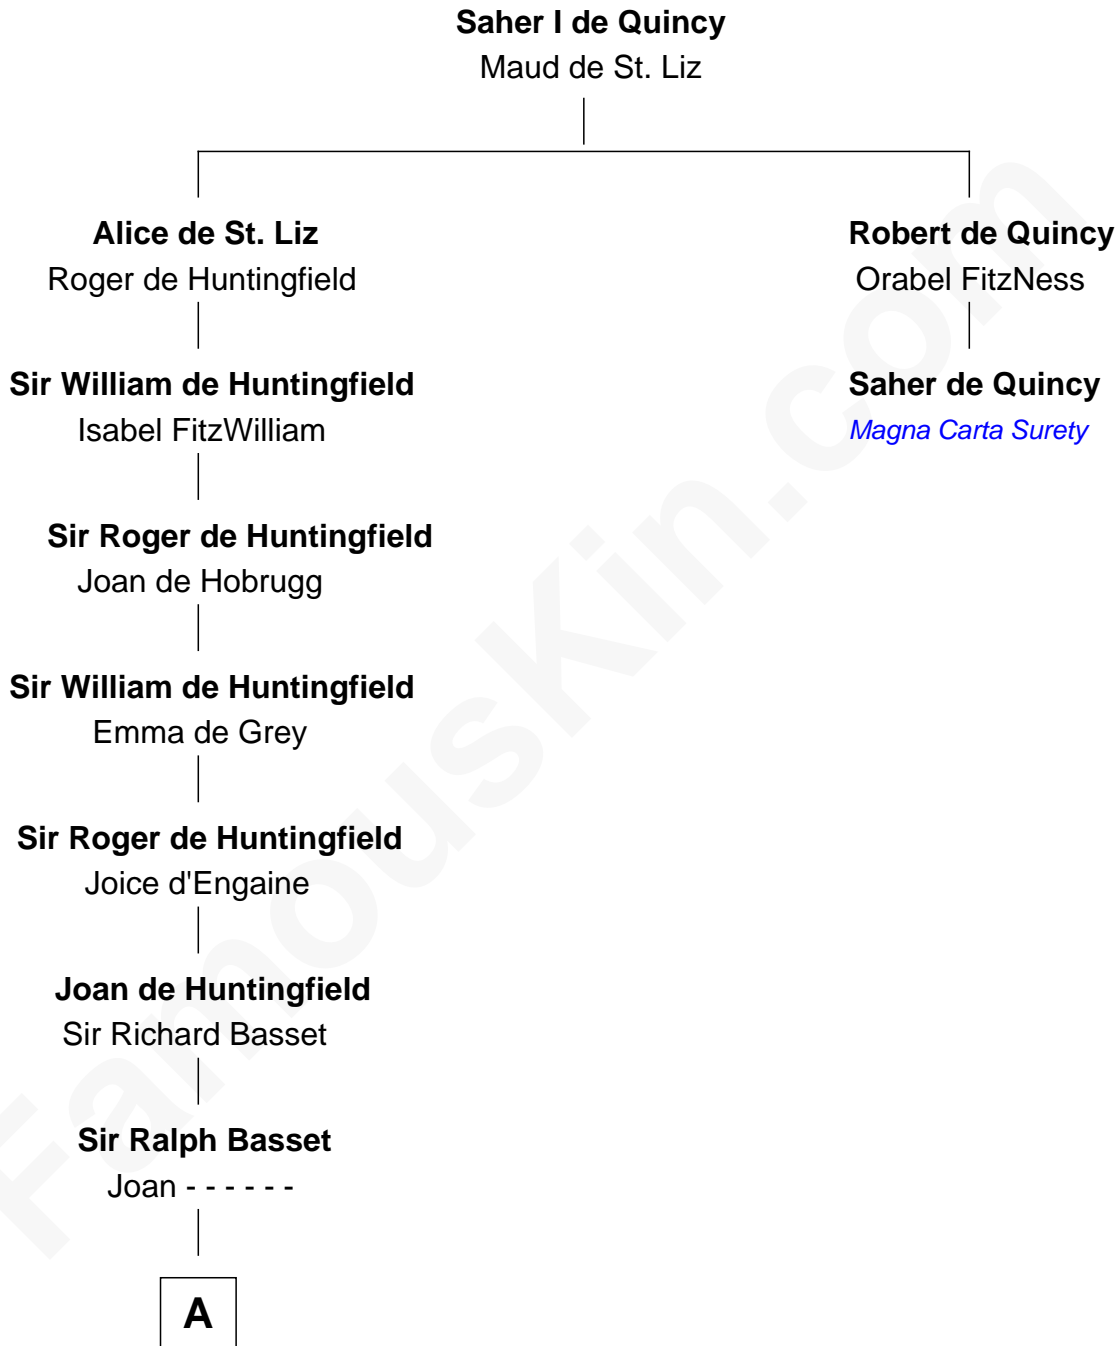 Saher I de Quincy
Maud de St. Liz
Alice de St. Liz
Roger de Huntingfield
Robert de Quincy
Orabel FitzNess
Sir William de Huntingfield
Isabel FitzWilliam
Saher de Quincy
Magna Carta Surety
Sir Roger de Huntingfield
Joan de Hobrugg
Sir William de Huntingfield
Emma de Grey
Sir Roger de Huntingfield
Joice d'Engaine
Joan de Huntingfield
Sir Richard Basset
Sir Ralph Basset
Joan - - - - - -
A
FamousKin.com